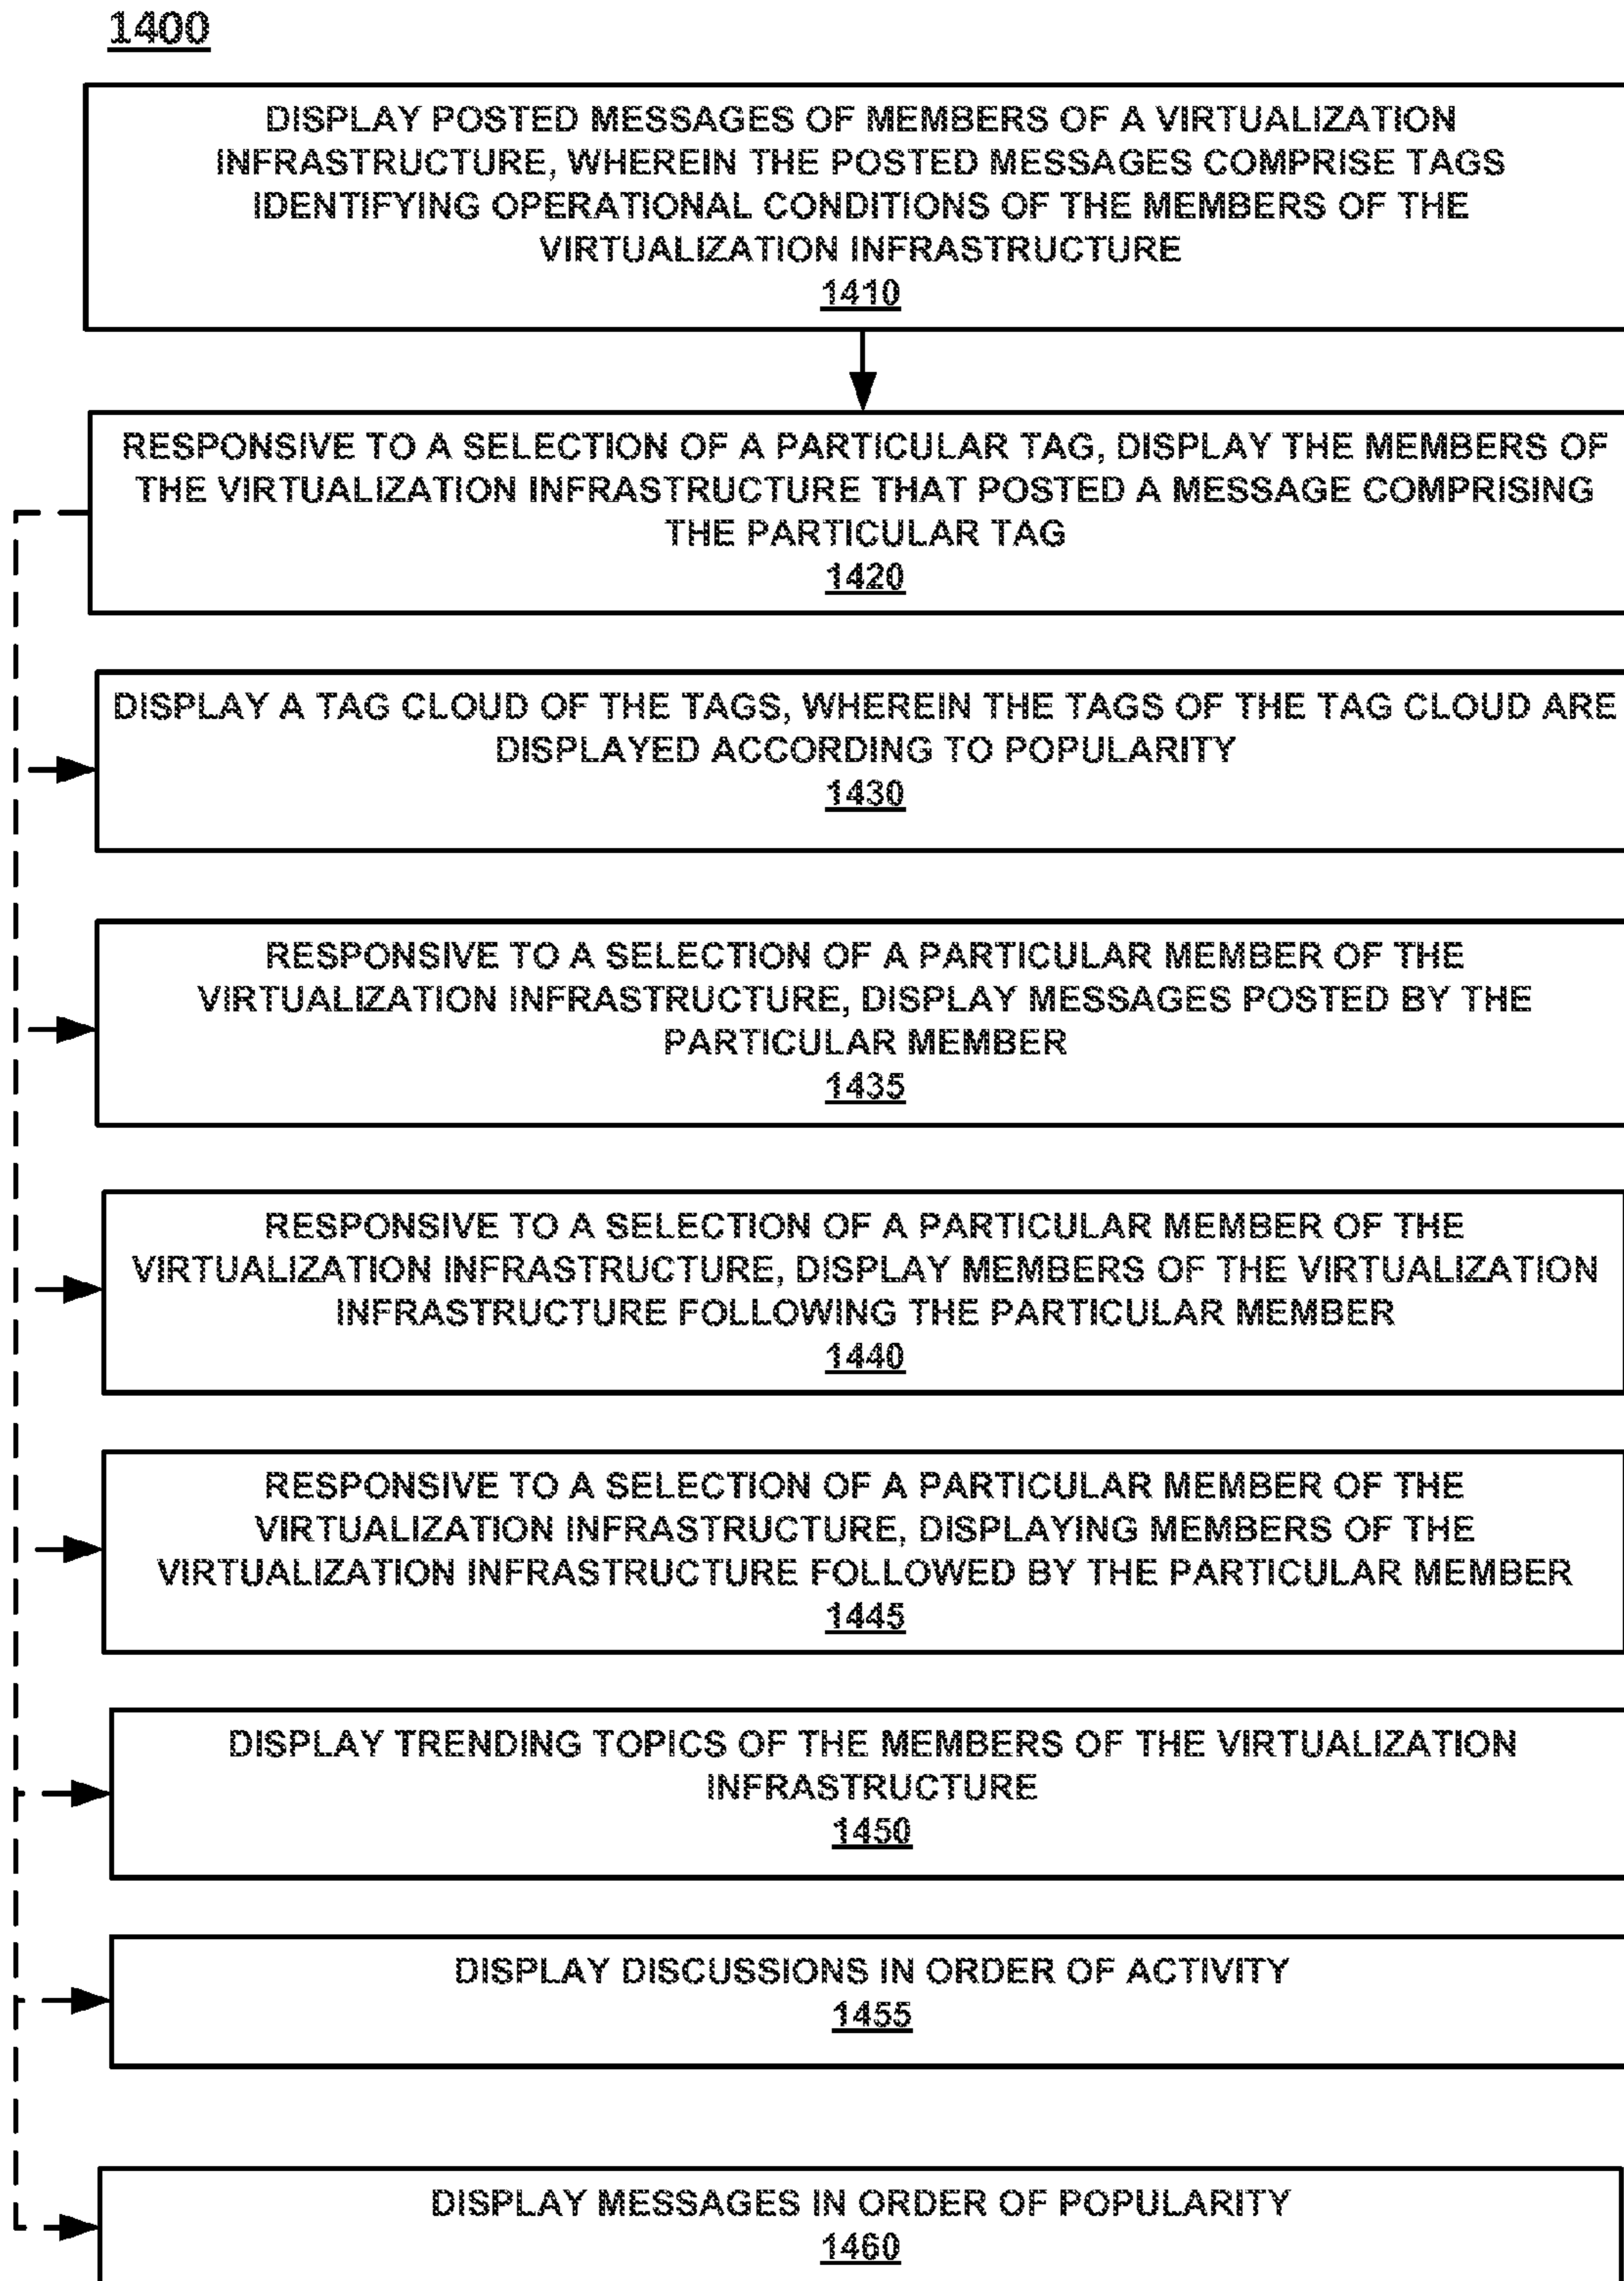 1400
DISPLAY POSTED MESSAGES OF MEMBERS OF A VIRTUALIZATION
INFRASTRUCTURE, WHEREIN THE POSTED MESSAGES COMPRISE TAGS
IDENTIFYING OPERATIONAL CONDITIONS OF THE MEMBERS OF THE
VIRTUALIZATION INFRASTRUCTURE
1410
RESPONSIVE TO A SELECTION OF A PARTICULAR TAG, DISPLAY THE MEMBERS OF
THE VIRTUALIZATION INFRASTRUCTURE THAT POSTED A MESSAGE COMPRISING
THE PARTICULAR TAG
1420
DISPLAY A TAG CLOUD OF THE TAGS, WHEREIN THE TAGS OF THE TAG CLOUD ARE
DISPLAYED ACCORDING TO POPULARITY
1430
RESPONSIVE TO A SELECTION OF A PARTICULAR MEMBER OF THE
VIRTUALIZATION INFRASTRUCTURE, DISPLAY MESSAGES POSTED BY THE
PARTICULAR MEMBER
1435
RESPONSIVE TO A SELECTION OF A PARTICULAR MEMBER OF THE
VIRTUALIZATION INFRASTRUCTURE, DISPLAY MEMBERS OF THE VIRTUALIZATION
INFRASTRUCTURE FOLLOWING THE PARTICULAR MEMBER
1440
RESPONSIVE TO A SELECTION OF A PARTICULAR MEMBER OF THE
VIRTUALIZATION INFRASTRUCTURE, DISPLAYING MEMBERS OF THE
VIRTUALIZATION INFRASTRUCTURE FOLLOWED BY THE PARTICULAR MEMBER
1445
DISPLAY TRENDING TOPICS OF THE MEMBERS OF THE VIRTUALIZATION
INFRASTRUCTURE
1450
DISPLAY DISCUSSIONS IN ORDER OF ACTIVITY
1455
DISPLAY MESSAGES IN ORDER OF POPULARITY
1460